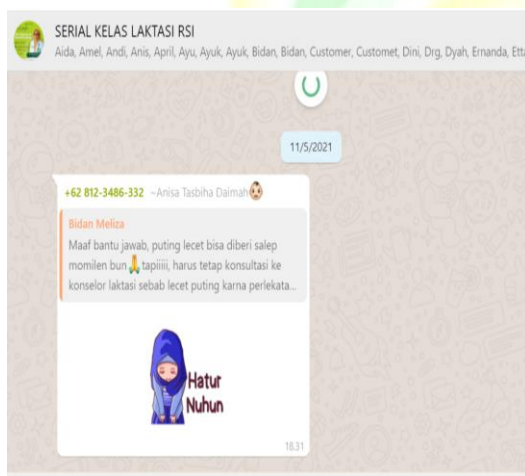 SERIAL KELAS LAKTASI RSI
Aida, Amel, Andi, Anis, April, Ayu, Ayuk, Ayuk, Bidan, Bidan, Customer, Customet, Dini, Drg, Dyah, Ernanda, Etta
11/5/2021
+62 812-3486-332 ~Anisa Tasbiha Daimah
Bidan Meliza
Maaf bantu jawab, puting lecet bisa diberi salep
momilen bun🙏 tapiiiii, harus tetap konsultasi ke
konselor laktasi sebab lecet puting karna perlekata...
Hatur
Nuhun
18.31